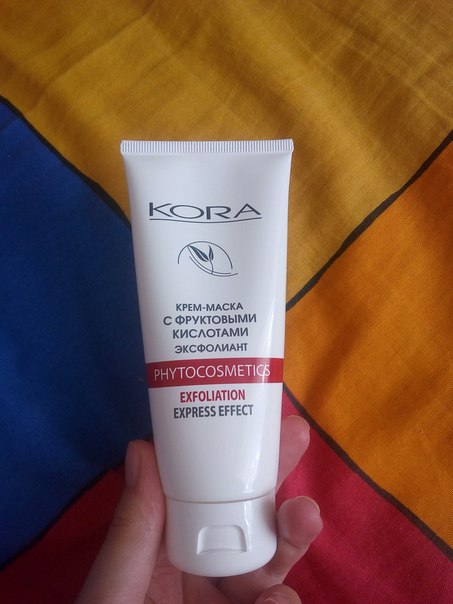 KORA
КРЕМ-МАСКА
С ФРУКТОВЫМИ
КИСЛОТАМИ
ЭКСФОЛИАНТ
PHYTOCOSMETICS
EXFOLIATION
EXPRESS EFFECT